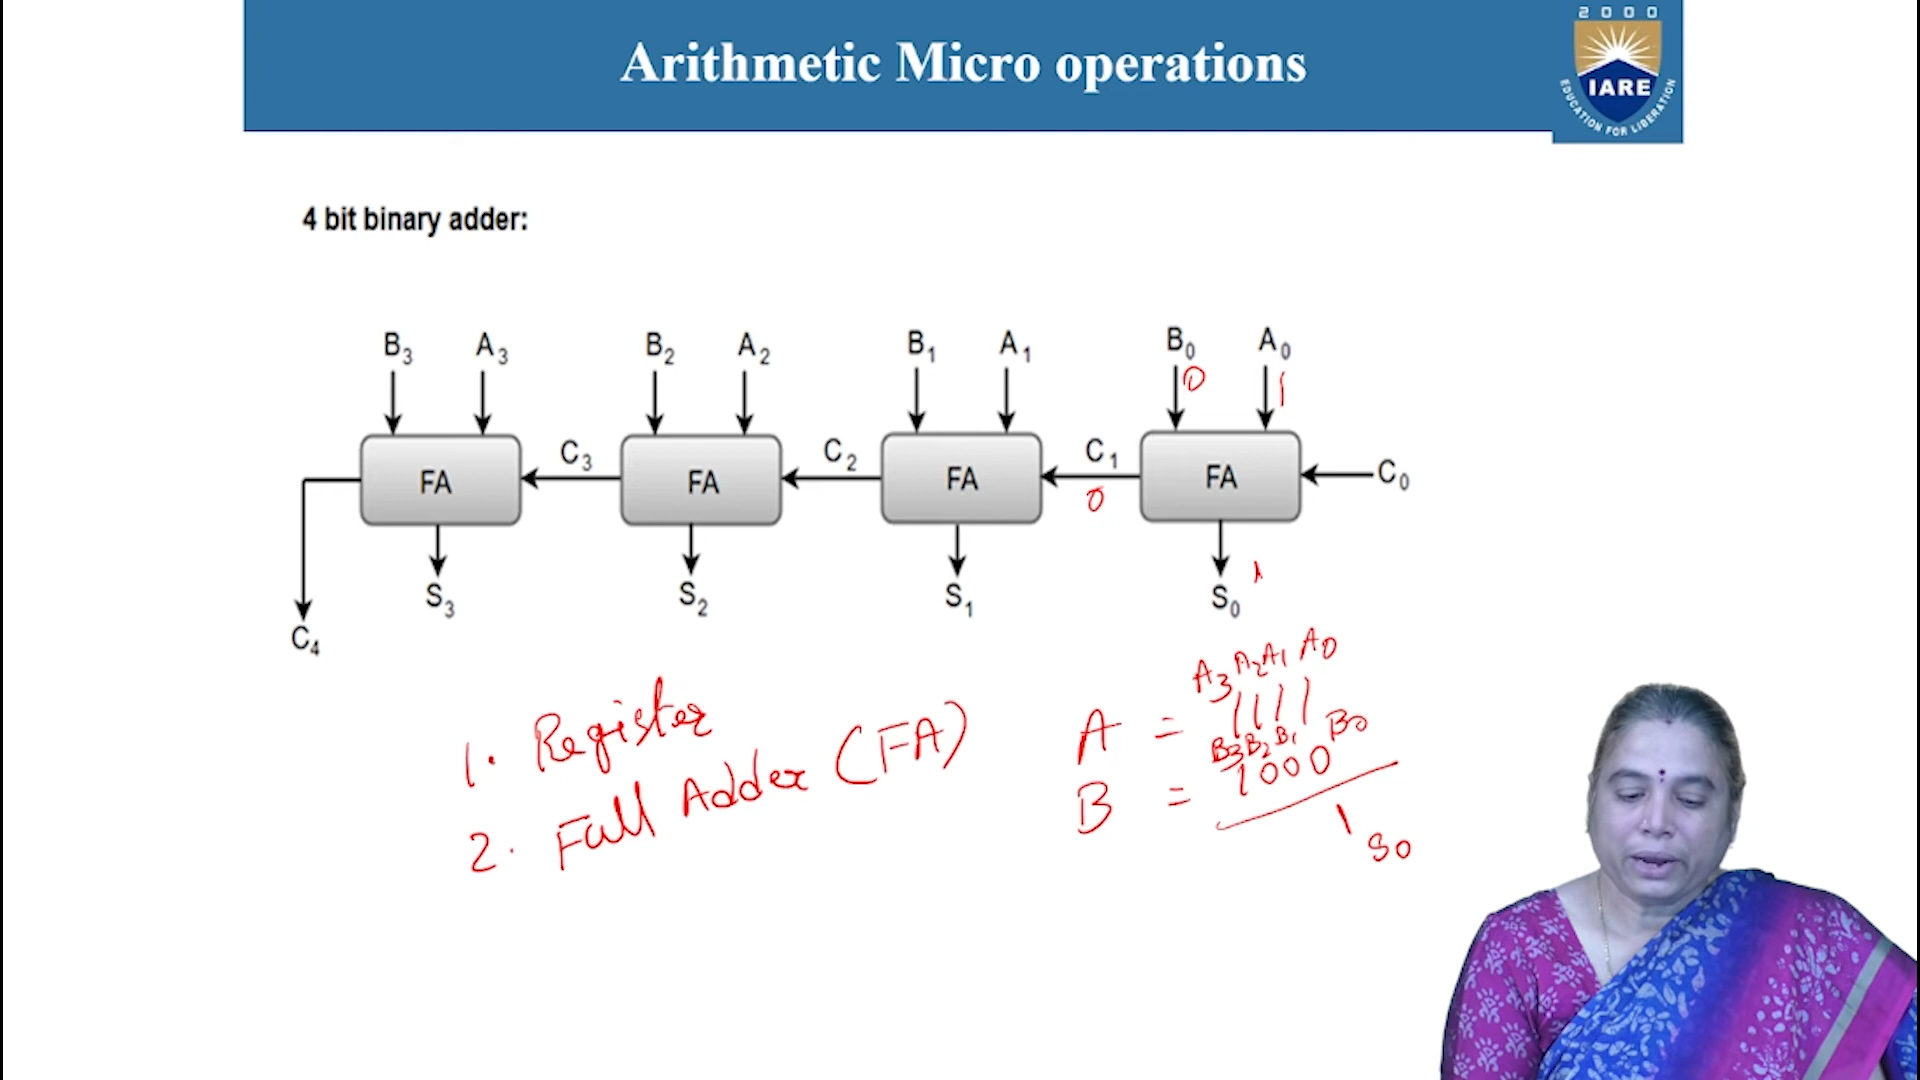 2000
Arithmetic Micro operations
IARE
EDUCATION FOR LIBERATION
4 bit binary adder:
B3 A3 B2 A2 B1 A1 B0 A0
0 1
FA C3 FA C2 FA C1 FA C0
0
S3 S2 S1 S0 1
C4
A3 A2 A1 A0
1. Register
A = 1111
B3 B2 B1 B0
2. Full Adder (FA)
B = 1000
1
S0